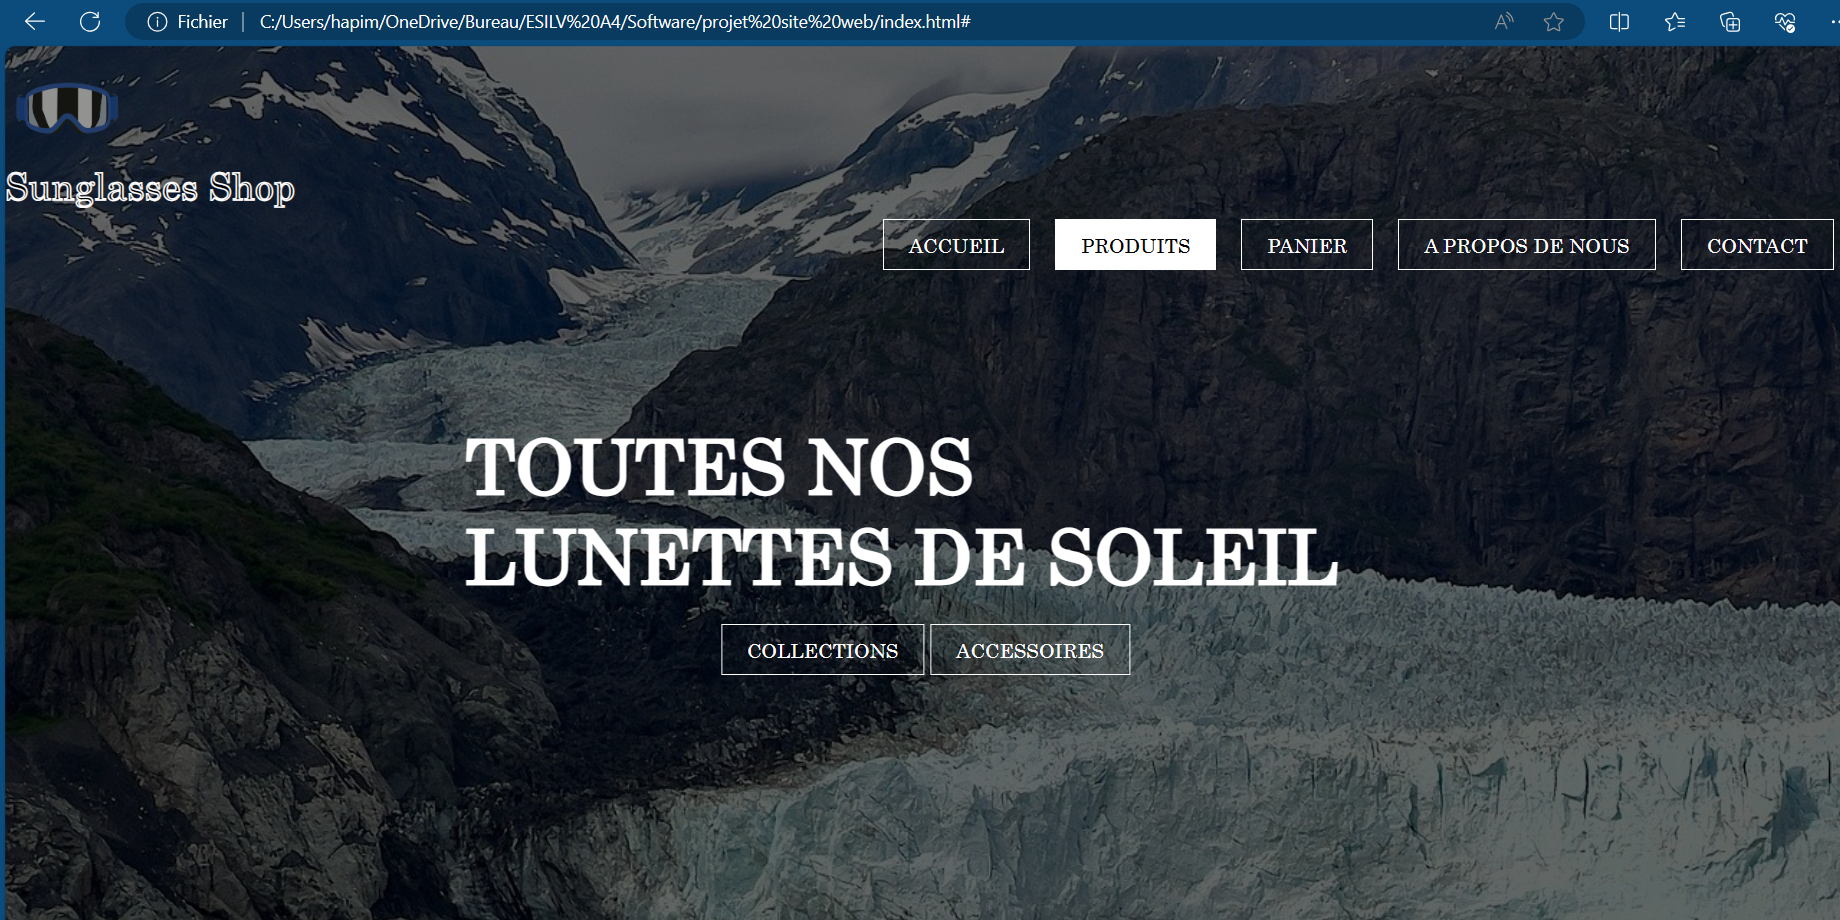 Fichier | C:/Users/hapim/OneDrive/Bureau/ESILV%20A4/Software/projet%20site%20web/index.html#
Sunglasses Shop
ACCUEIL PRODUITS PANIER A PROPOS DE NOUS CONTACT
TOUTES NOS
LUNETTES DE SOLEIL
COLLECTIONS ACCESSOIRES